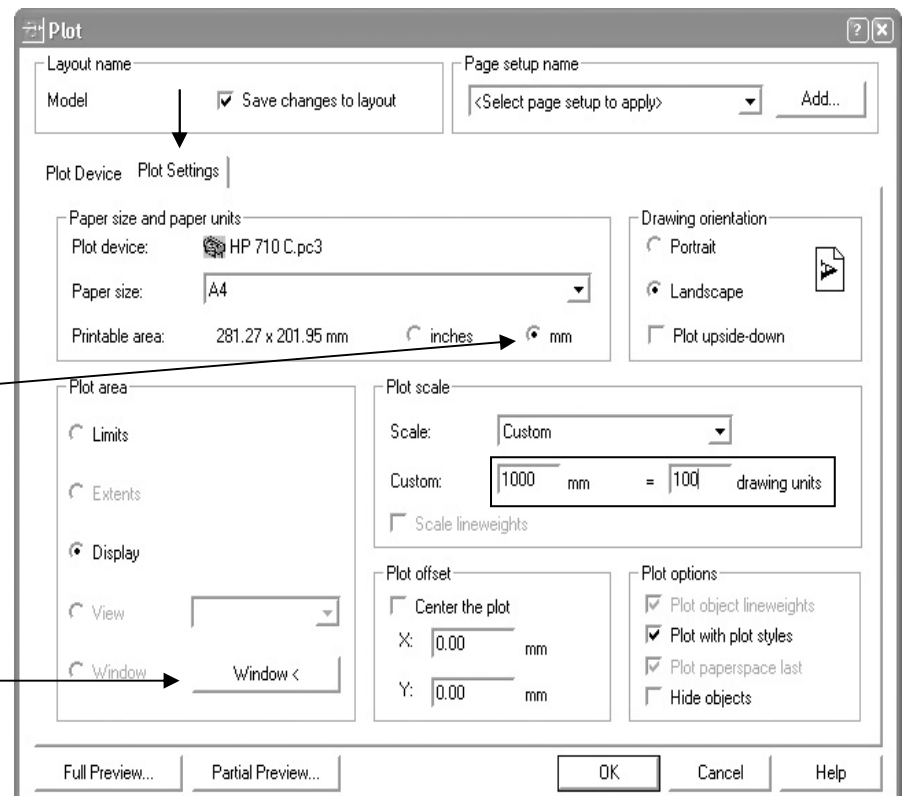 Plot
Layout name
Model
Save changes to layout
Page setup name
<Select page setup to apply>
Add...
Plot Device
Plot Settings
Paper size and paper units
Plot device:
HP 710 C.pc3
Paper size:
A4
Printable area:
281.27 x 201.95 mm
inches
mm
Drawing orientation
Portrait
A
Landscape
Plot upside-down
Plot area
Limits
Extents
Display
View
Window
Window <
Plot scale
Scale:
Custom
Custom:
1000 mm = 100 drawing units
Scale lineweights
Plot offset
Center the plot
X: 0.00 mm
Y: 0.00 mm
Plot options
Plot object lineweights
Plot with plot styles
Plot paperspace last
Hide objects
Full Preview...
Partial Preview...
OK
Cancel
Help